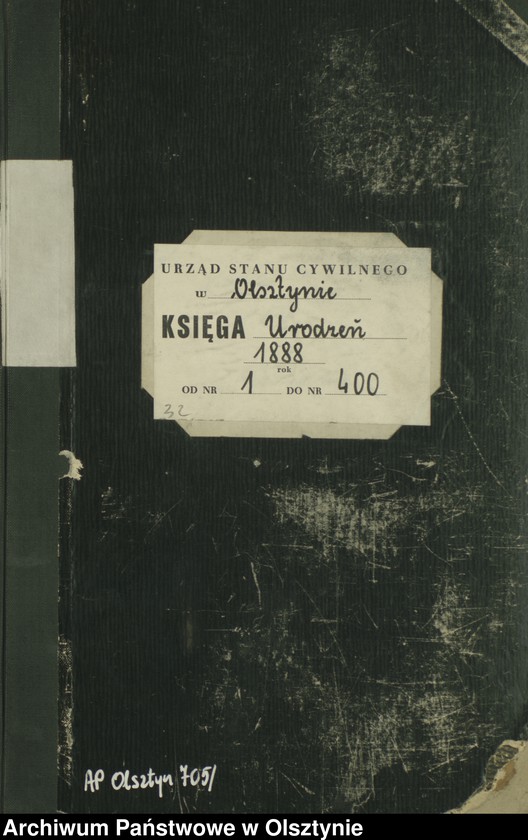 URZĄD STANU CYWILNEGO
w Olsztynie
KSIĘGA Urodzeń
1888
rok
OD NR 1 DO NR 400
32
AP Olsztyn 705/
Archiwum Państwowe w Olsztynie